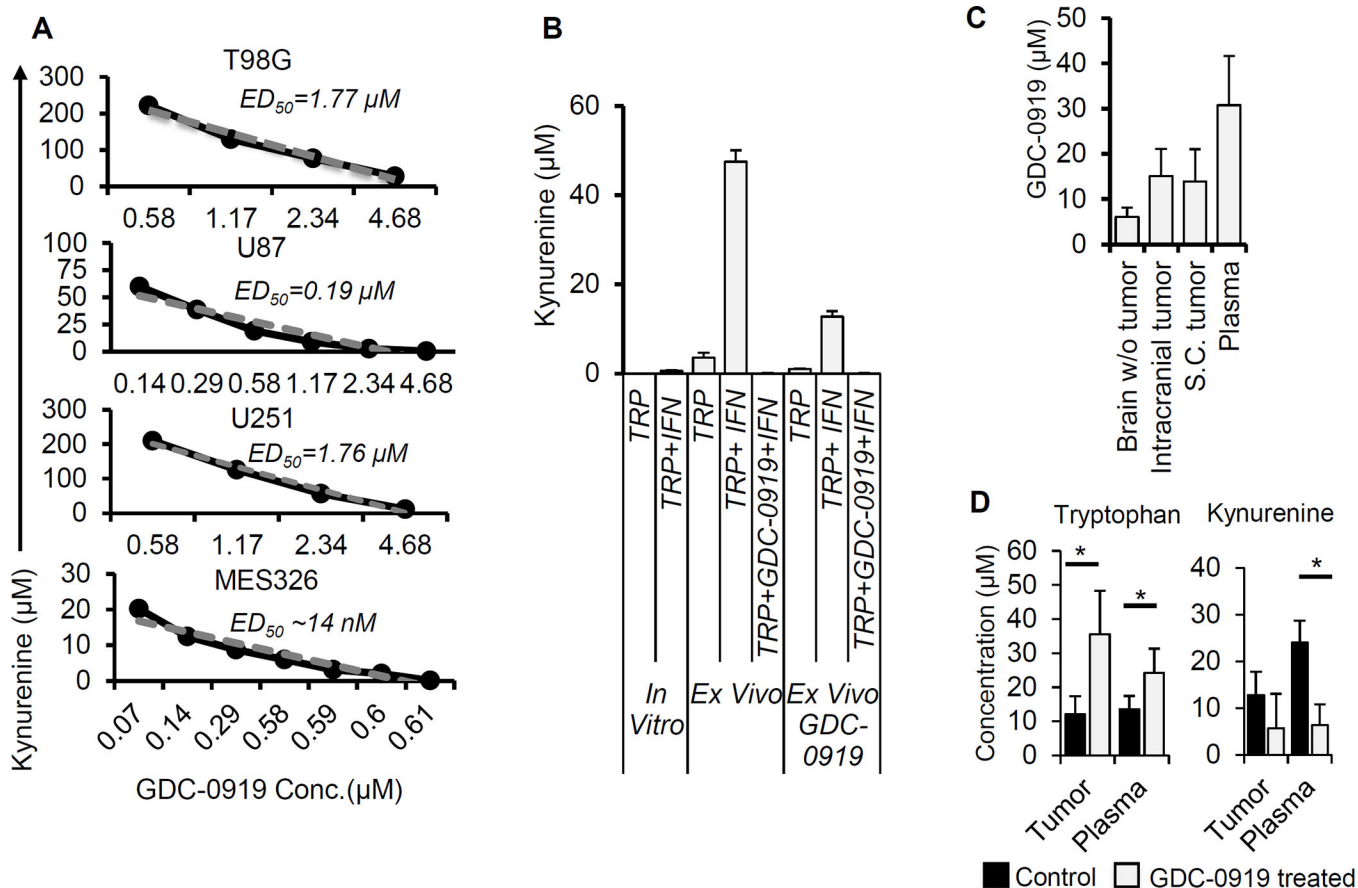 A
T98G
300
200
100
0
ED50=1.77 µM
0.58 1.17 2.34 4.68
U87
100
75
50
25
0
ED50=0.19 µM
0.14 0.29 0.58 1.17 2.34 4.68
U251
300
200
100
0
ED50=1.76 µM
0.58 1.17 2.34 4.68
MES326
30
20
10
0
ED50 ~14 nM
0.07 0.14 0.29 0.58 0.59 0.6 0.61
GDC-0919 Conc.(µM)
Kynurenine (µM)
B
Kynurenine (µM)
60
40
20
0
TRP
TRP+IFN
TRP
TRP+ IFN
TRP+GDC-0919+IFN
TRP
TRP+ IFN
TRP+GDC-0919+IFN
In
Vitro
Ex Vivo
Ex Vivo
GDC-
0919
C
GDC-0919 (µM)
50
40
30
20
10
0
Brain w/o tumor
Intracranial tumor
S.C. tumor
Plasma
D
Tryptophan
Concentration (µM)
60
50
40
30
20
10
0
*
*
Tumor
Plasma
Kynurenine
40
30
20
10
0
*
Tumor
Plasma
Control
GDC-0919 treated